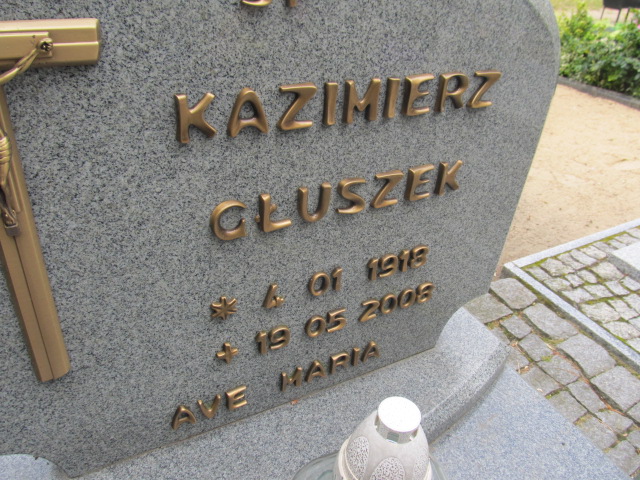 KAZIMIERZ
GŁUSZEK
* 4 01 1918
+ 19 05 2008
AVE MARIA